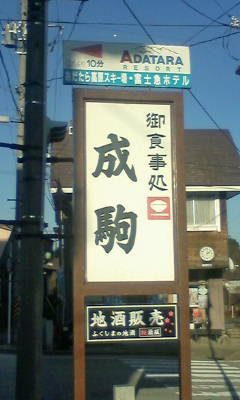 10分
ADATARA
RESORT
あだたら高原スキー場・富士急ホテル
御食事処
成駒
地酒販売
ふくしまの地酒